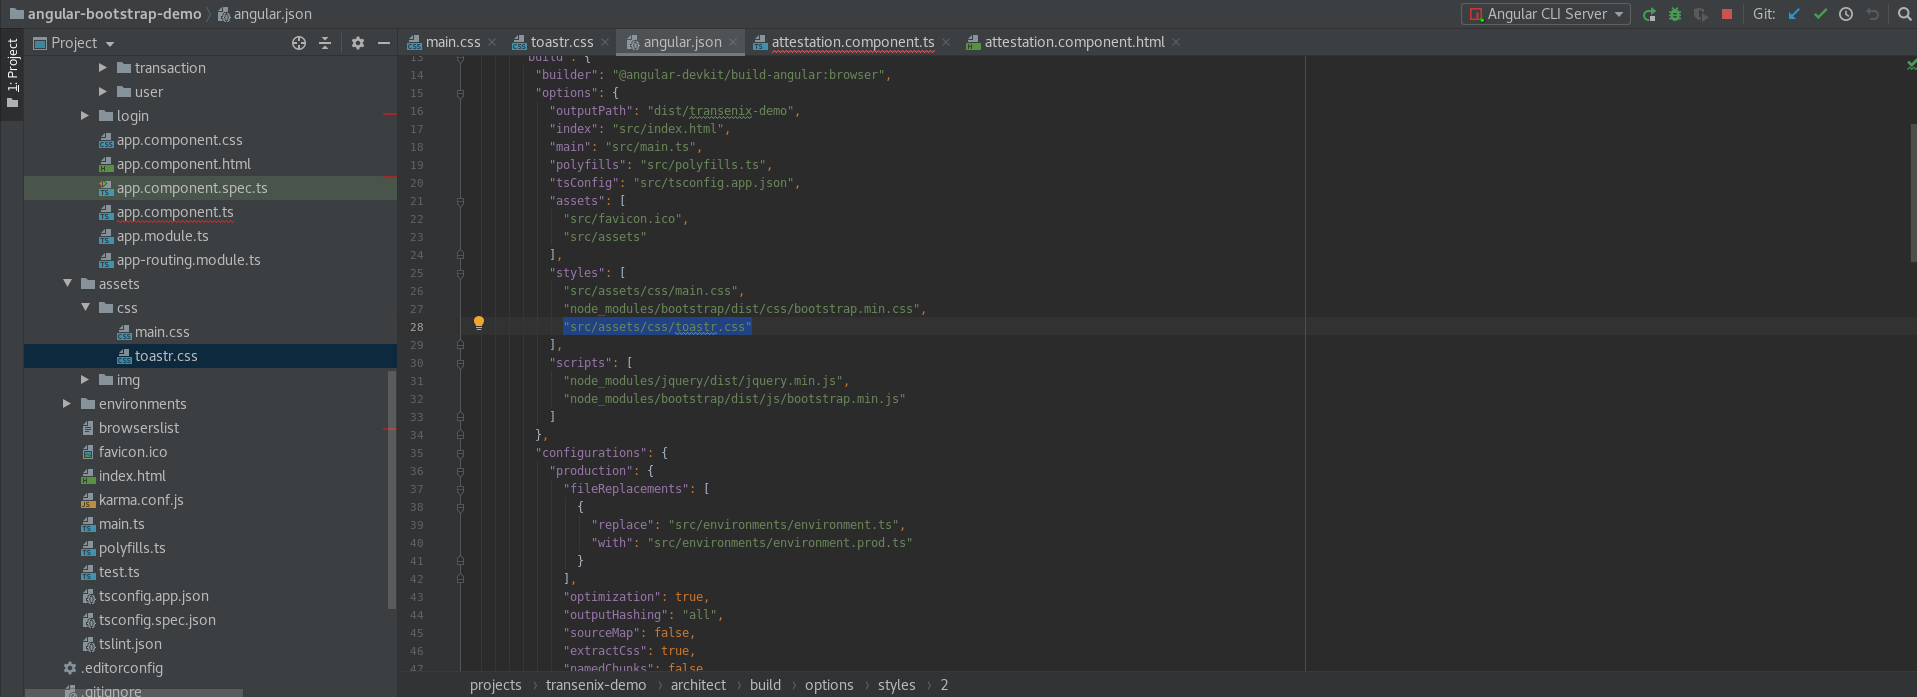 angular-bootstrap-demo angular.json Angular CLI Server Git:
1: Project
Project
main.css toastr.css angular.json attestation.component.ts attestation.component.html
transaction
user
login
app.component.css
app.component.html
app.component.spec.ts
app.component.ts
app.module.ts
app-routing.module.ts
assets
css
main.css
toastr.css
img
environments
browserslist
favicon.ico
index.html
karma.conf.js
main.ts
polyfills.ts
test.ts
tsconfig.app.json
tsconfig.spec.json
tslint.json
.editorconfig
.gitignore
13 "build": {
14 "builder": "@angular-devkit/build-angular:browser",
15 "options": {
16 "outputPath": "dist/transenix-demo",
17 "index": "src/index.html",
18 "main": "src/main.ts",
19 "polyfills": "src/polyfills.ts",
20 "tsConfig": "src/tsconfig.app.json",
21 "assets": [
22 "src/favicon.ico",
23 "src/assets"
24 ],
25 "styles": [
26 "src/assets/css/main.css",
27 "node_modules/bootstrap/dist/css/bootstrap.min.css",
28 "src/assets/css/toastr.css"
29 ],
30 "scripts": [
31 "node_modules/jquery/dist/jquery.min.js",
32 "node_modules/bootstrap/dist/js/bootstrap.min.js"
33 ]
34 },
35 "configurations": {
36 "production": {
37 "fileReplacements": [
38 {
39 "replace": "src/environments/environment.ts",
40 "with": "src/environments/environment.prod.ts"
41 }
42 ],
43 "optimization": true,
44 "outputHashing": "all",
45 "sourceMap": false,
46 "extractCss": true,
47 "namedChunks": false
projects › transenix-demo › architect › build › options › styles › 2